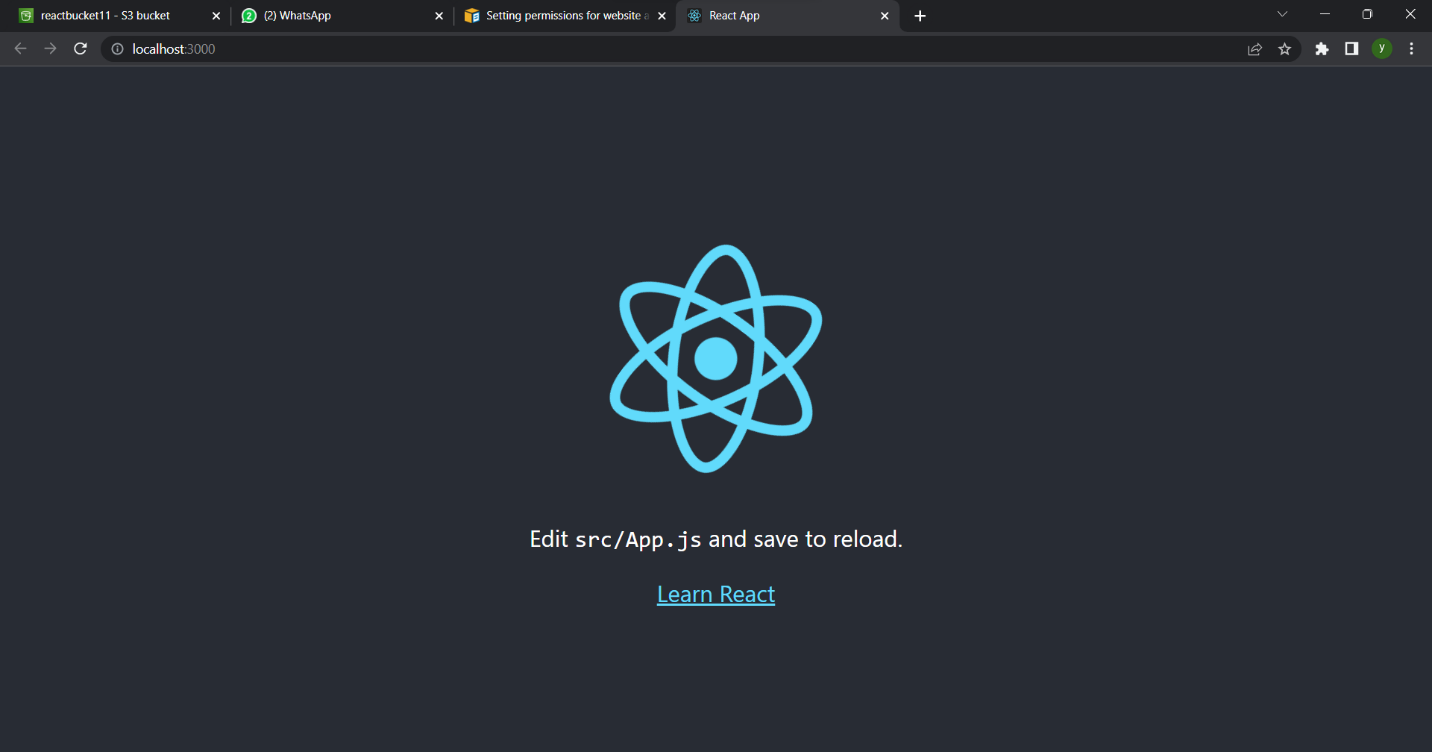 reactbucket11 - S3 bucket
2 (2) WhatsApp
Setting permissions for website
React App
localhost:3000
y
Edit src/App.js and save to reload.
Learn React